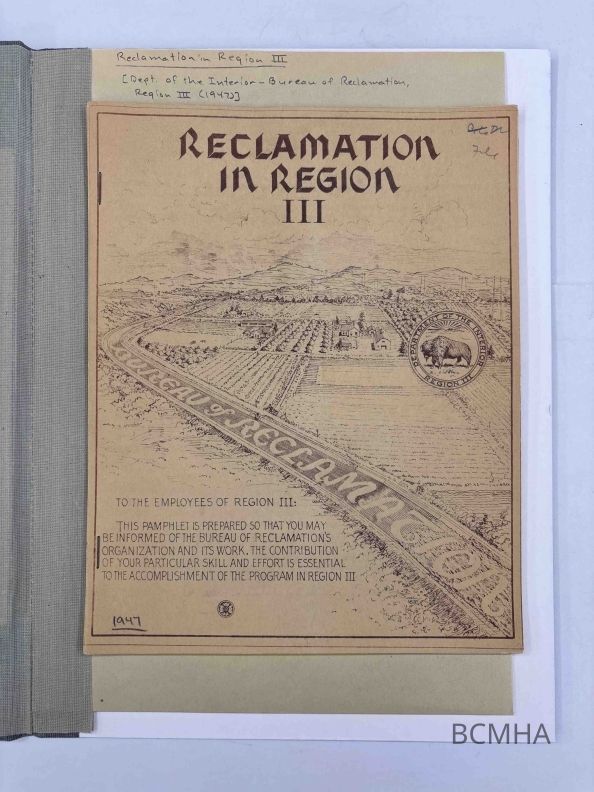 Reclamation in Region III
[Dept. of the Interior - Bureau of Reclamation,
Region III (1947)]
RECLAMATION
IN REGION
III
DEPARTMENT OF THE INTERIOR
REGION III
BUREAU of RECLAMATION
TO THE EMPLOYEES OF REGION III:
THIS PAMPHLET IS PREPARED SO THAT YOU MAY
BE INFORMED OF THE BUREAU OF RECLAMATION'S
ORGANIZATION AND ITS WORK. THE CONTRIBUTION
OF YOUR PARTICULAR SKILL AND EFFORT IS ESSENTIAL
TO THE ACCOMPLISHMENT OF THE PROGRAM IN REGION III
1947
BCMHA